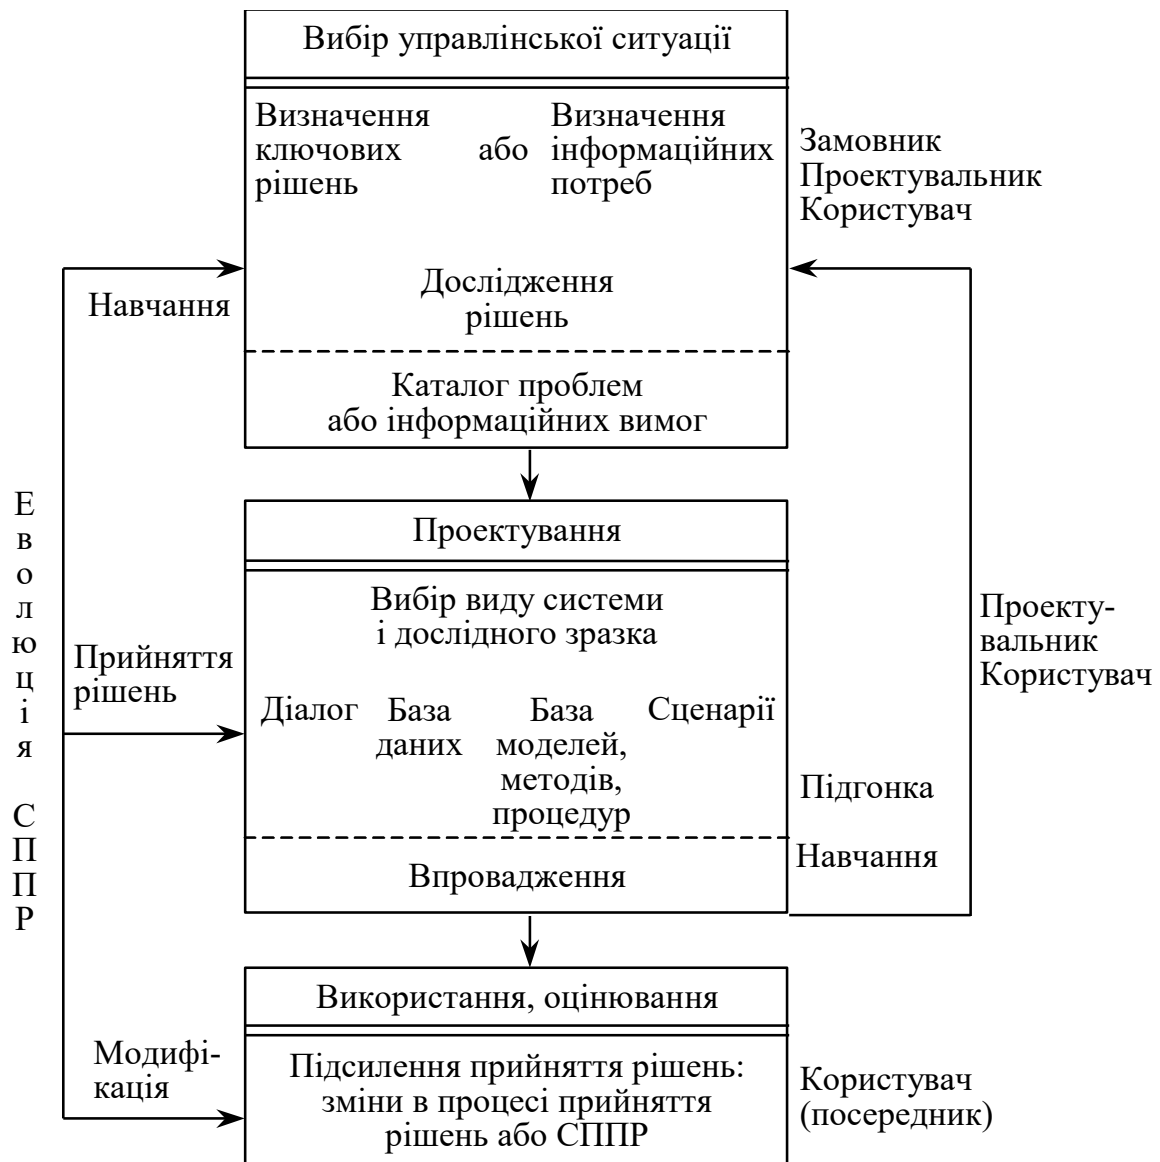 Вибір управлінської ситуації
Визначення ключових рішень
або
Визначення інформаційних потреб
Замовник
Проектувальник
Користувач
Навчання
Дослідження
рішень
Каталог проблем
або інформаційних вимог
Еволюція СППР
Проектування
Вибір виду системи
і дослідного зразка
Прийняття
рішень
Діалог
База
даних
База
моделей,
методів,
процедур
Сценарії
Проекту-
вальник
Користувач
Підгонка
Навчання
Впровадження
Використання, оцінювання
Модифі-
кація
Підсилення прийняття рішень:
зміни в процесі прийняття
рішень або СППР
Користувач
(посередник)